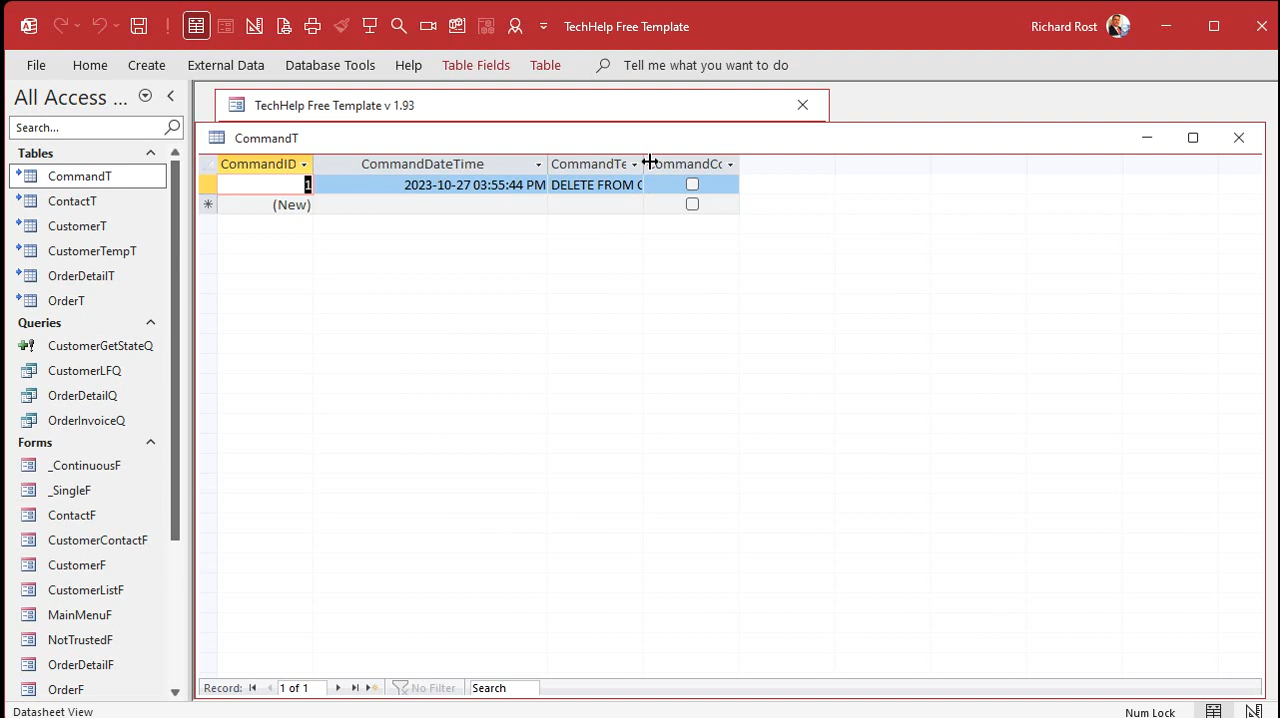 TechHelp Free Template
Richard Rost
File Home Create External Data Database Tools Help Table Fields Table Tell me what you want to do
All Access ...
Search...
Tables
CommandT
ContactT
CustomerT
CustomerTempT
OrderDetailT
OrderT
Queries
CustomerGetStateQ
CustomerLFQ
OrderDetailQ
OrderInvoiceQ
Forms
_ContinuousF
_SingleF
ContactF
CustomerContactF
CustomerF
CustomerListF
MainMenuF
NotTrustedF
OrderDetailF
OrderF
TechHelp Free Template v 1.93
CommandT
CommandID CommandDateTime CommandTe
1 2023-10-27 03:55:44 PM DELETE FROM
(New)
Record: 1 of 1 No Filter Search
Datasheet View Num Lock